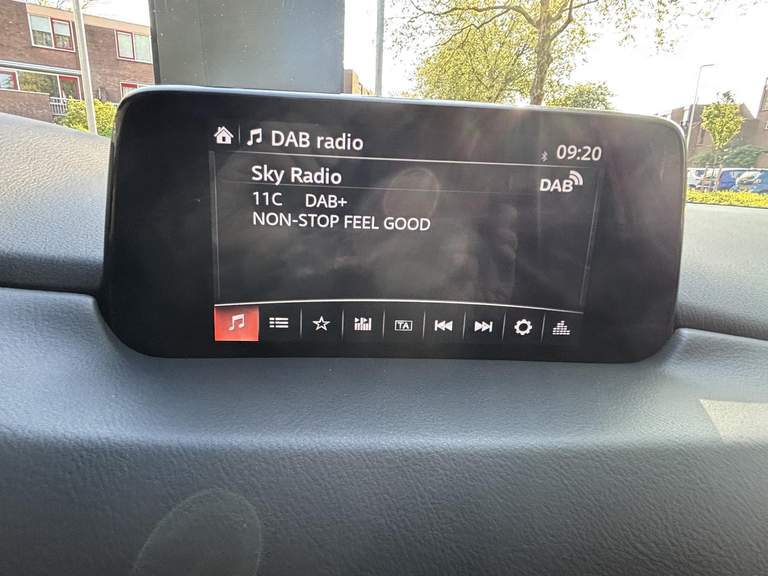 DAB radio
09:20
Sky Radio
DAB
11C DAB+
NON-STOP FEEL GOOD
TA